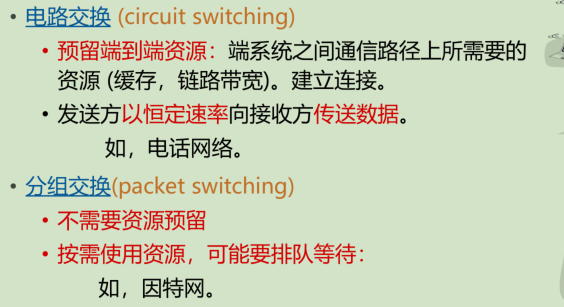 • 电路交换 (circuit switching)
• 预留端到端资源：端系统之间通信路径上所需要的
资源 (缓存，链路带宽)。建立连接。
• 发送方以恒定速率向接收方传送数据。
如，电话网络。
• 分组交换(packet switching)
• 不需要资源预留
• 按需使用资源，可能要排队等待：
如，因特网。